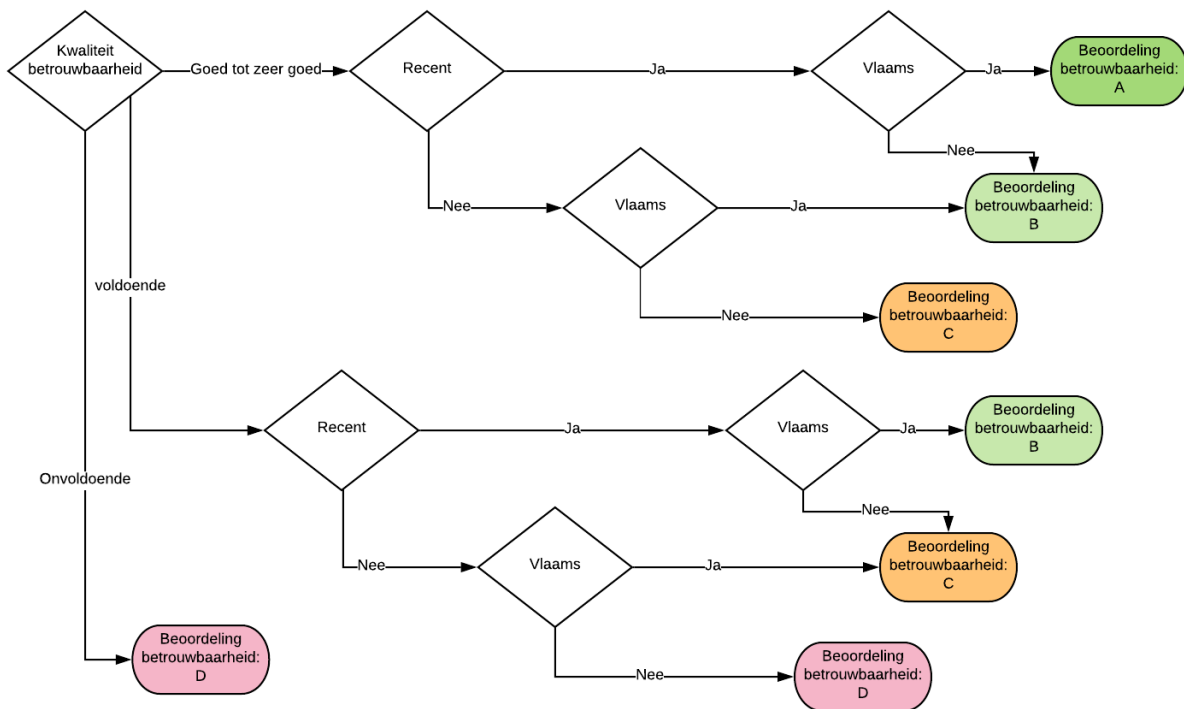 Kwaliteit
betrouwbaarheid
Goed tot zeer goed
Recent
Ja
Vlaams
Ja
Beoordeling
betrouwbaarheid:
A
Nee
Nee
Vlaams
Ja
Beoordeling
betrouwbaarheid:
B
Nee
Beoordeling
betrouwbaarheid:
C
voldoende
Recent
Ja
Vlaams
Ja
Beoordeling
betrouwbaarheid:
B
Nee
Nee
Vlaams
Ja
Beoordeling
betrouwbaarheid:
C
Nee
Beoordeling
betrouwbaarheid:
D
Onvoldoende
Beoordeling
betrouwbaarheid:
D